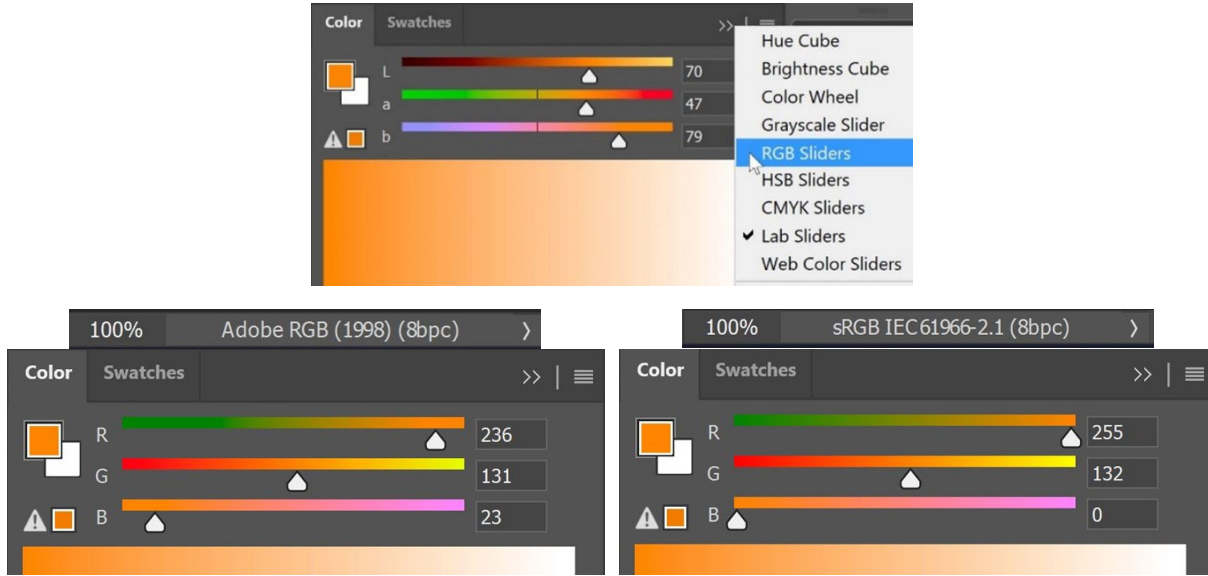 Color Swatches
L 70
a 47
b 79
Hue Cube
Brightness Cube
Color Wheel
Grayscale Slider
RGB Sliders
HSB Sliders
CMYK Sliders
Lab Sliders
Web Color Sliders
100% Adobe RGB (1998) (8bpc)
Color Swatches
R 236
G 131
B 23
100% sRGB IEC61966-2.1 (8bpc)
Color Swatches
R 255
G 132
B 0